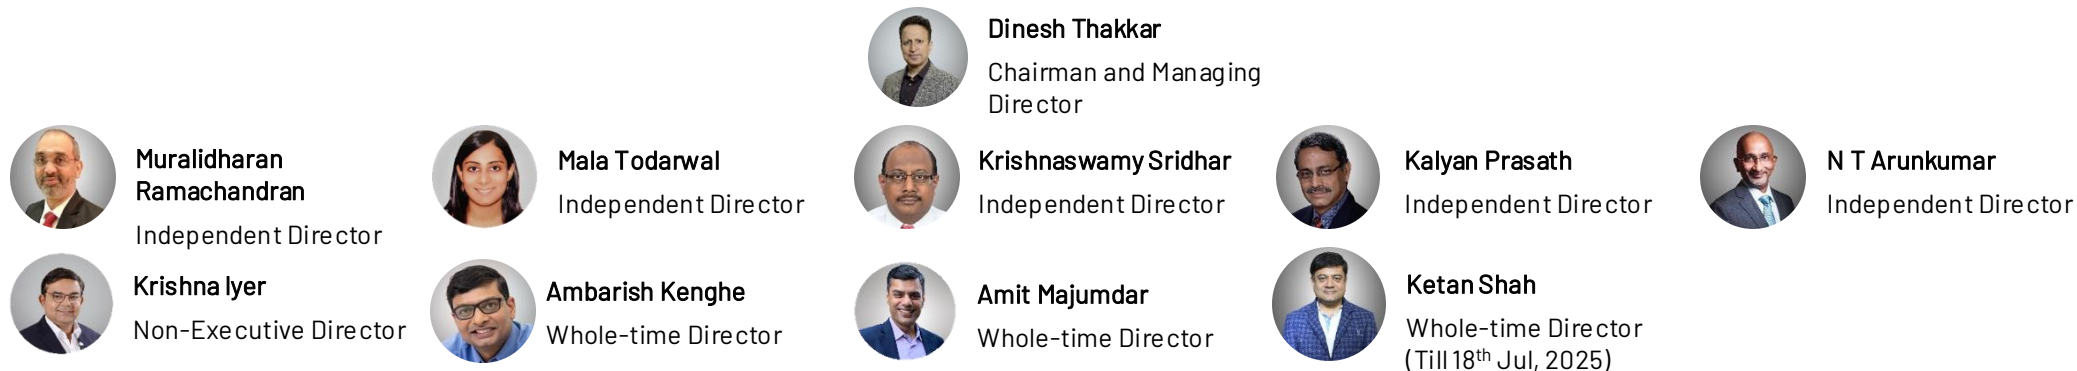 Dinesh Thakkar
Chairman and Managing
Director
Muralidharan
Ramachandran
Independent Director
Mala Todarwal
Independent Director
Krishnaswamy Sridhar
Independent Director
Kalyan Prasath
Independent Director
N T Arunkumar
Independent Director
Krishna Iyer
Non-Executive Director
Ambarish Kenghe
Whole-time Director
Amit Majumdar
Whole-time Director
Ketan Shah
Whole-time Director
(Till 18th Jul, 2025)